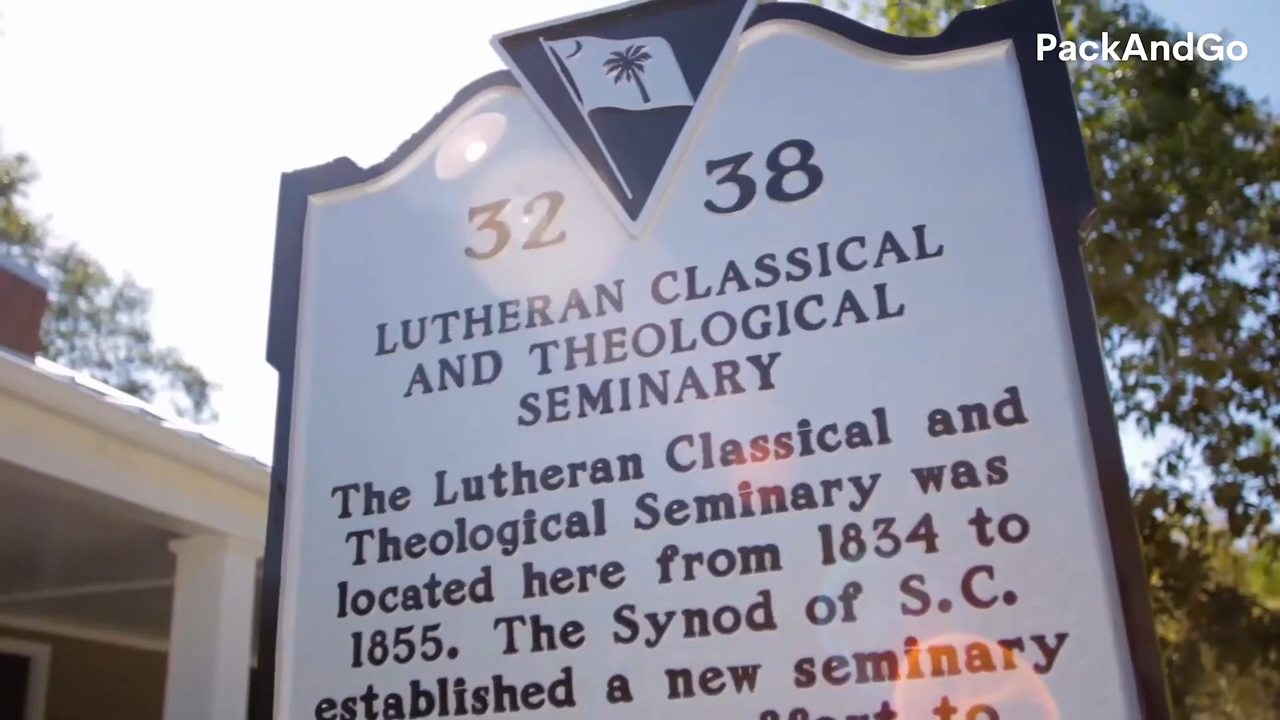 PackAndGo
32 38
LUTHERAN CLASSICAL
AND THEOLOGICAL
SEMINARY
The Lutheran Classical and
Theological Seminary was
located here from 1834 to
1855. The Synod of S.C.
established a new seminary
to